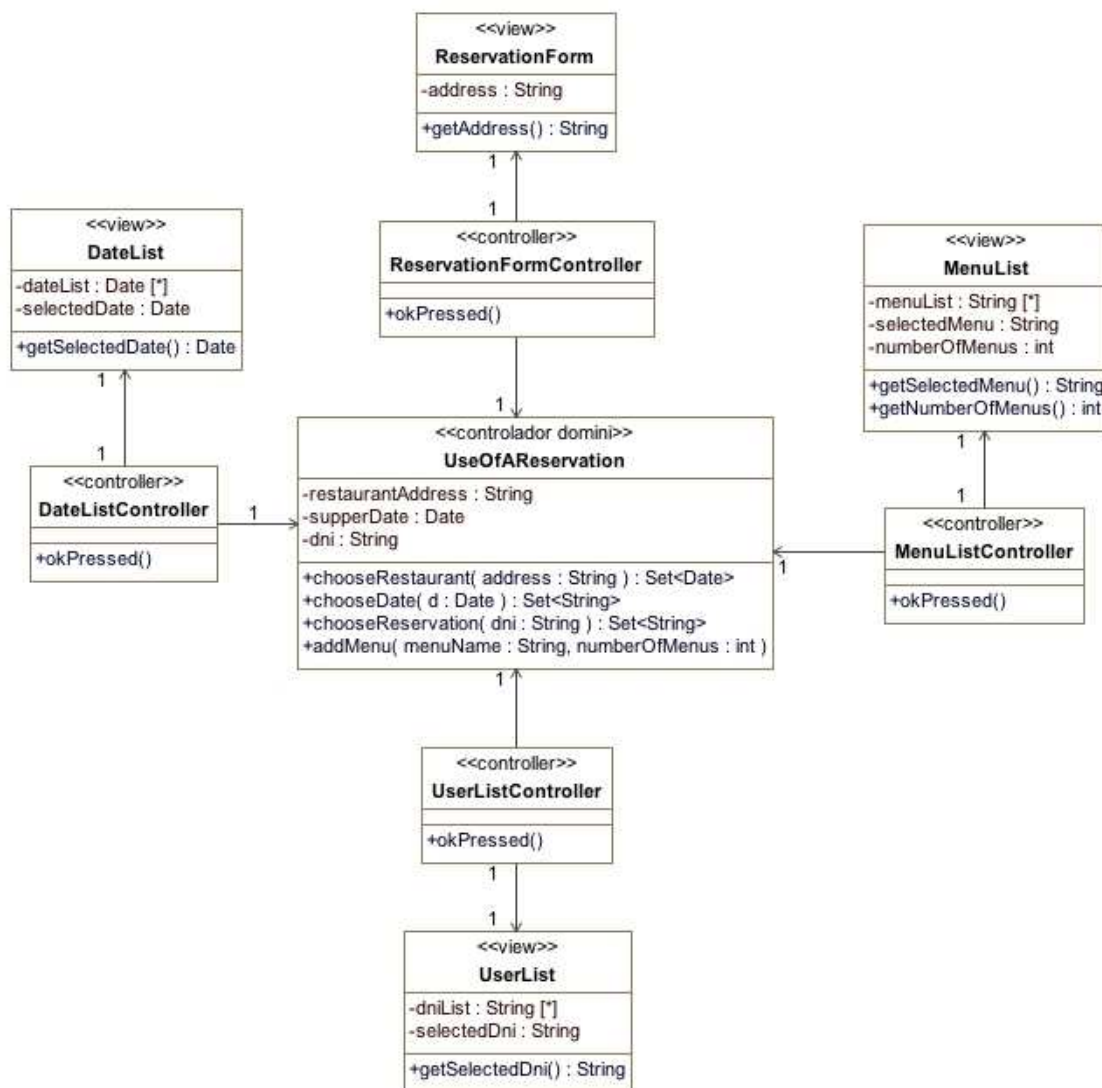 <<view>>
ReservationForm
-address : String
+getAddress() : String
1
1
<<controller>>
ReservationFormController
+okPressed()
1
<<view>>
DateList
-dateList : Date [*]
-selectedDate : Date
+getSelectedDate() : Date
1
1
<<controller>>
DateListController
+okPressed()
1
<<view>>
MenuList
-menuList : String [*]
-selectedMenu : String
-numberOfMenus : int
+getSelectedMenu() : String
+getNumberOfMenus() : int
1
1
<<controller>>
MenuListController
+okPressed()
1
<<controlador domini>>
UseOfAReservation
-restaurantAddress : String
-supperDate : Date
-dni : String
+chooseRestaurant( address : String ) : Set<Date>
+chooseDate( d : Date ) : Set<String>
+chooseReservation( dni : String ) : Set<String>
+addMenu( menuName : String, numberOfMenus : int )
1
<<controller>>
UserListController
+okPressed()
1
1
<<view>>
UserList
-dniList : String [*]
-selectedDni : String
+getSelectedDni() : String